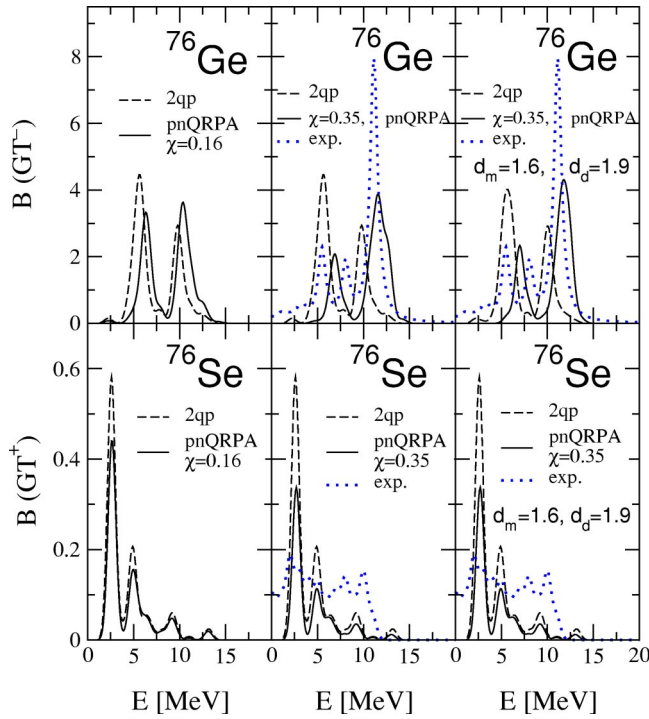 76Ge
2qp
pnQRPA
χ=0.16
76Ge
2qp
χ=0.35, pnQRPA
exp.
76Ge
2qp
χ=0.35, pnQRPA
exp.
d_m=1.6, d_d=1.9
B (GT⁻)
0
2
4
6
8
76Se
2qp
pnQRPA
χ=0.16
76Se
2qp
pnQRPA
χ=0.35
exp.
76Se
2qp
pnQRPA
χ=0.35
exp.
d_m=1.6, d_d=1.9
B (GT⁺)
0
0.2
0.4
0.6
0 5 10 15
0 5 10 15
0 5 10 15 20
E [MeV] E [MeV] E [MeV]